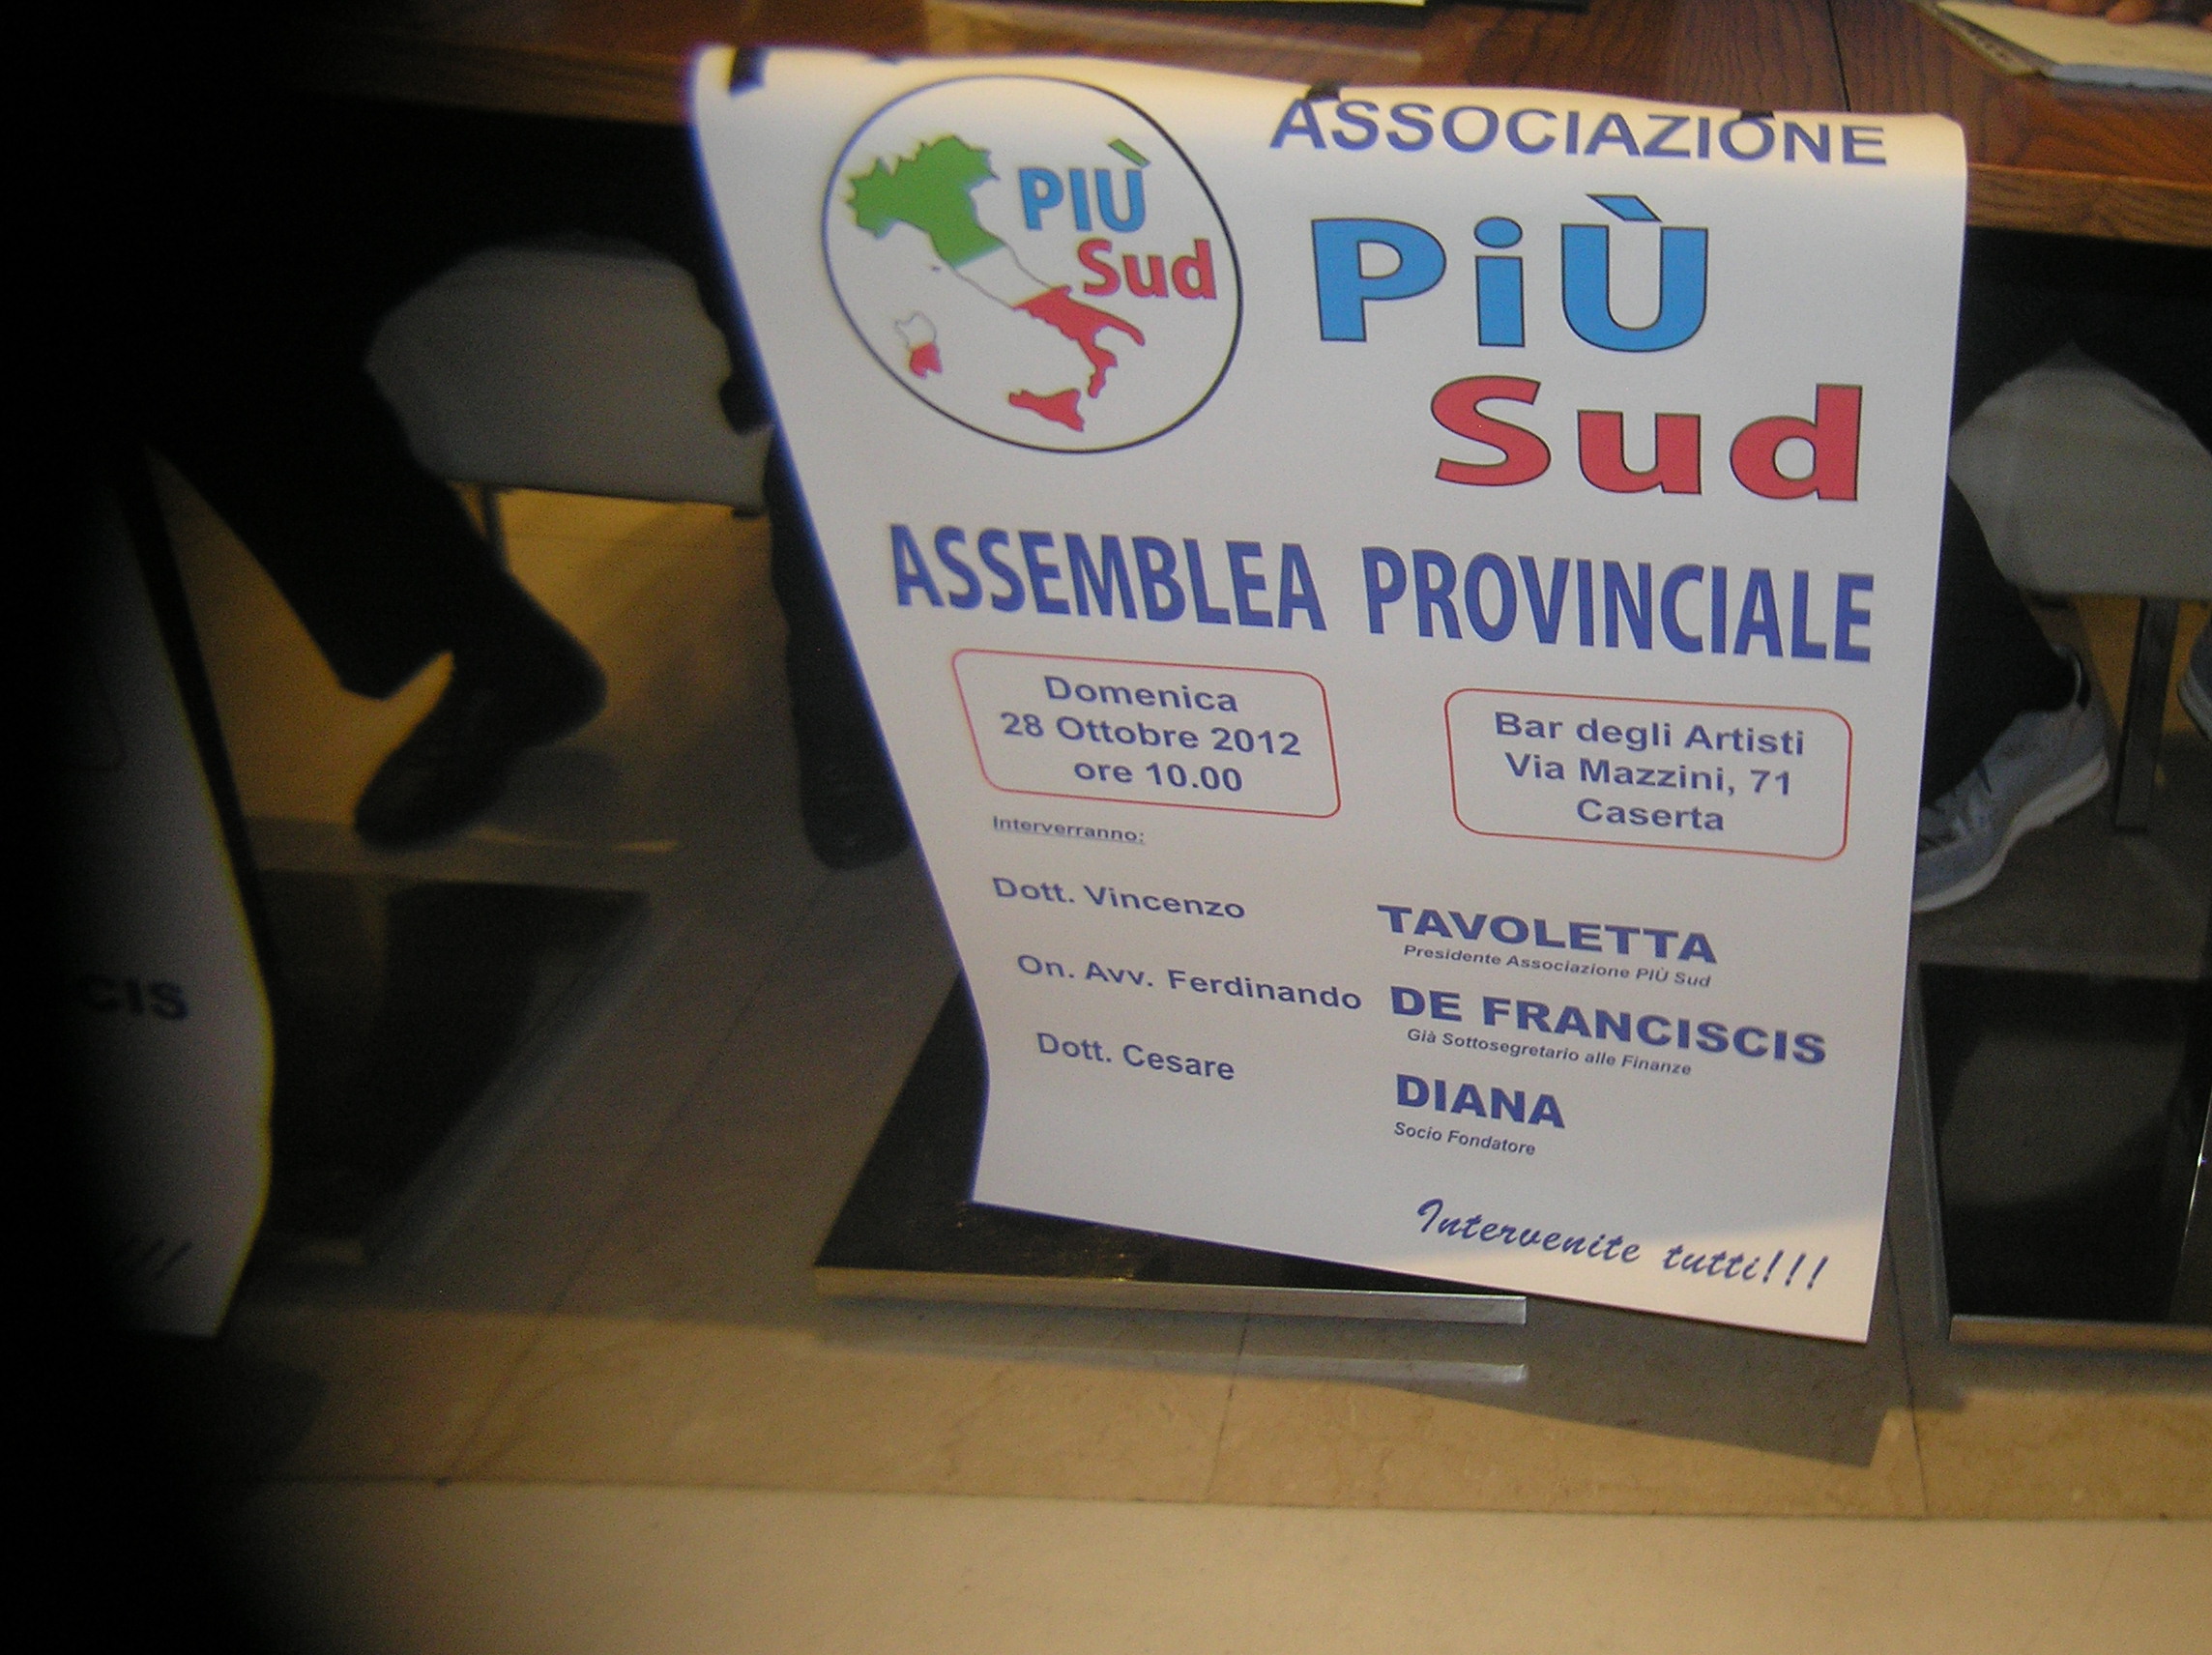 PIÙ
Sud
ASSOCIAZIONE
PiÙ
Sud
ASSEMBLEA PROVINCIALE
Domenica
28 Ottobre 2012
ore 10.00
Bar degli Artisti
Via Mazzini, 71
Caserta
Interverranno:
Dott. Vincenzo TAVOLETTA
Presidente Associazione PIÙ Sud
On. Avv. Ferdinando DE FRANCISCIS
Già Sottosegretario alle Finanze
Dott. Cesare DIANA
Socio Fondatore
Intervenite tutti!!!
CIS
!!!